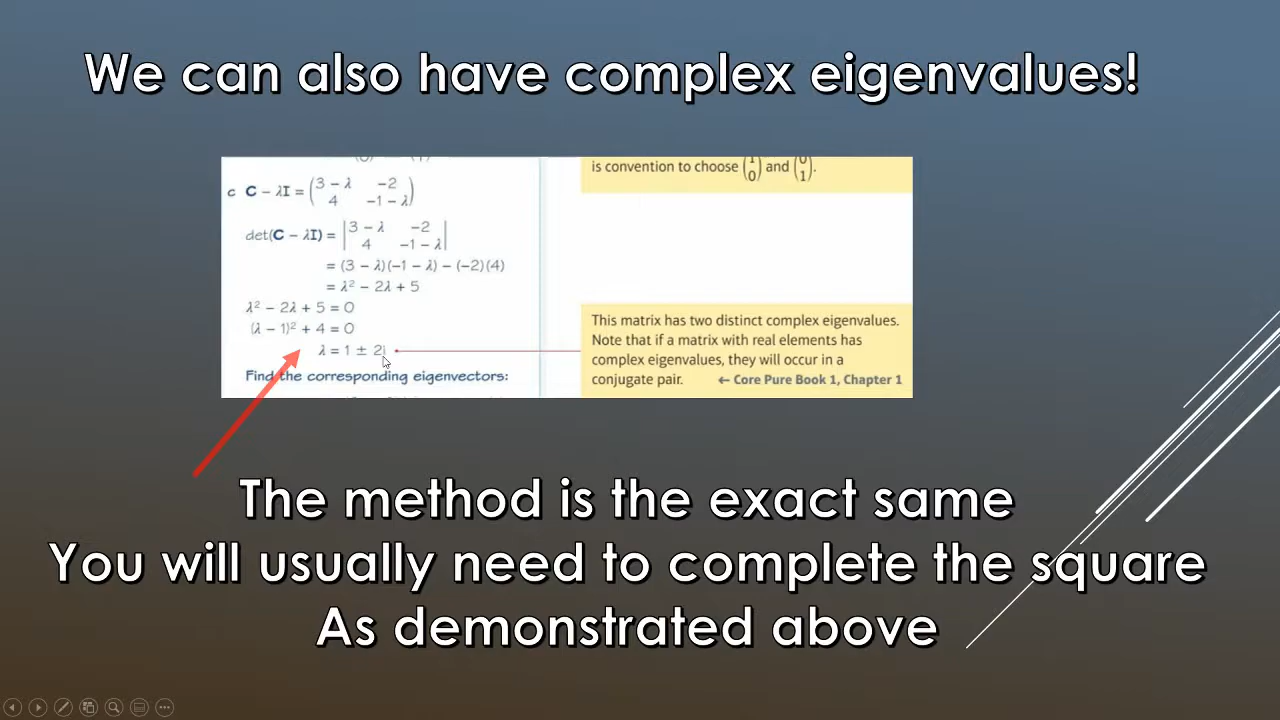 We can also have complex eigenvalues!
is convention to choose (1 0) and (0 1).
c C − λI = (3 − λ −2
4 −1 − λ)
det(C − λI) = |3 − λ −2
4 −1 − λ|
= (3 − λ)(−1 − λ) − (−2)(4)
= λ² − 2λ + 5
λ² − 2λ + 5 = 0
(λ − 1)² + 4 = 0
λ = 1 ± 2i
Find the corresponding eigenvectors:
This matrix has two distinct complex eigenvalues.
Note that if a matrix with real elements has
complex eigenvalues, they will occur in a
conjugate pair. ← Core Pure Book 1, Chapter 1
The method is the exact same
You will usually need to complete the square
As demonstrated above